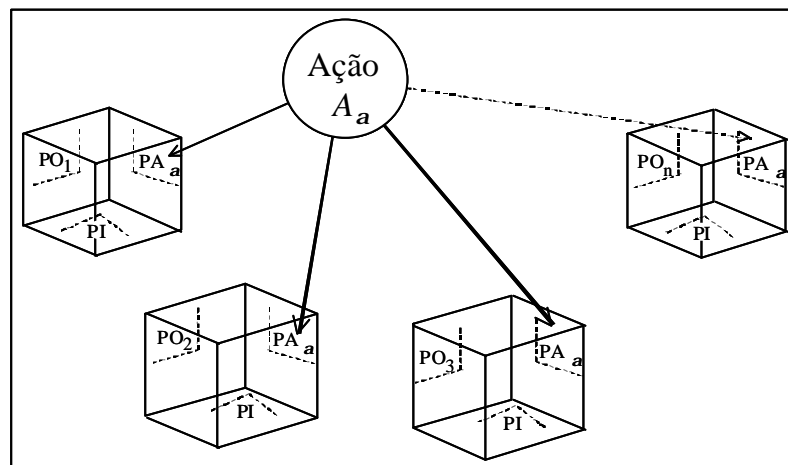 Ação
A a
PO1 PA a
PI
POn PA a
PI
PO2 PA a
PI
PO3 PA a
PI